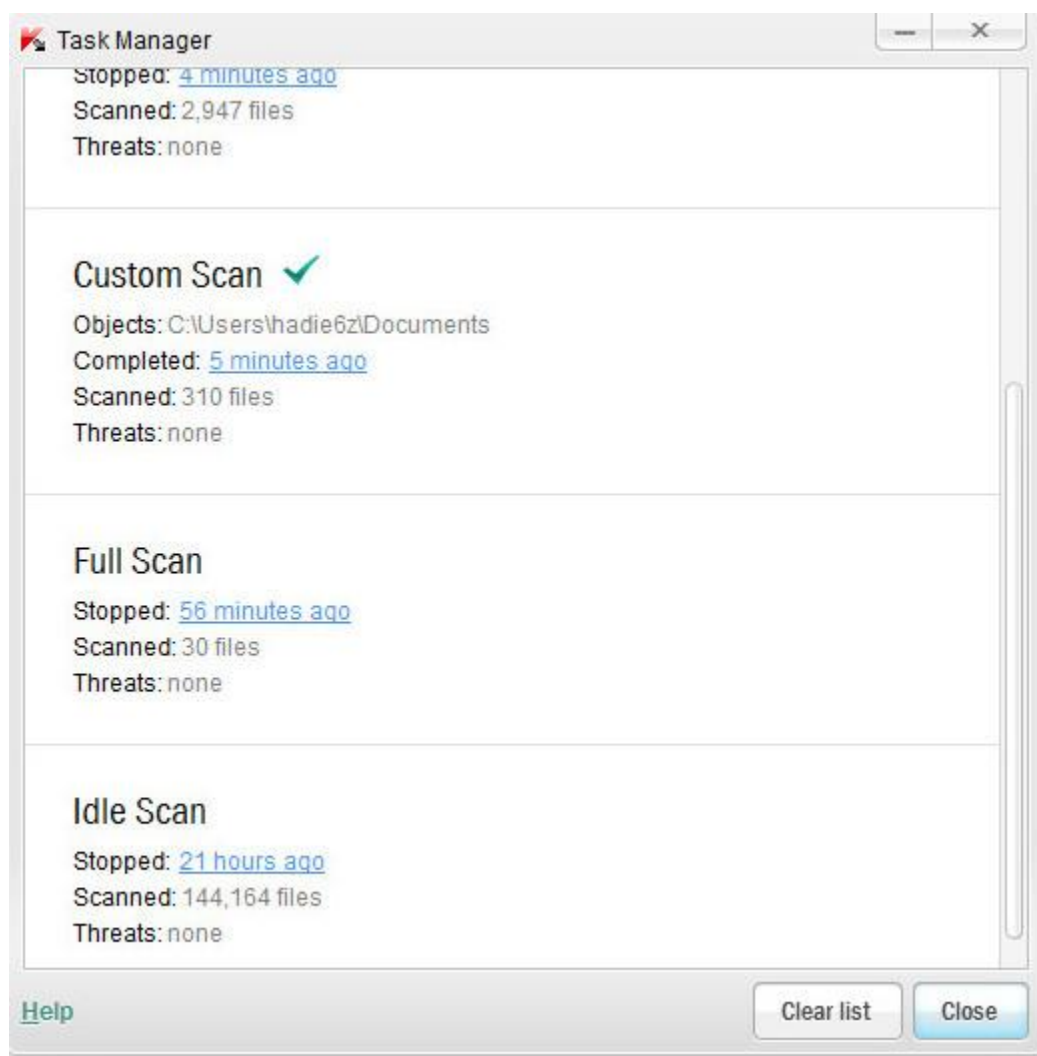 Task Manager
Stopped: 4 minutes ago
Scanned: 2,947 files
Threats: none
Custom Scan
Objects: C:\Users\hadie6z\Documents
Completed: 5 minutes ago
Scanned: 310 files
Threats: none
Full Scan
Stopped: 56 minutes ago
Scanned: 30 files
Threats: none
Idle Scan
Stopped: 21 hours ago
Scanned: 144,164 files
Threats: none
Help
Clear list
Close